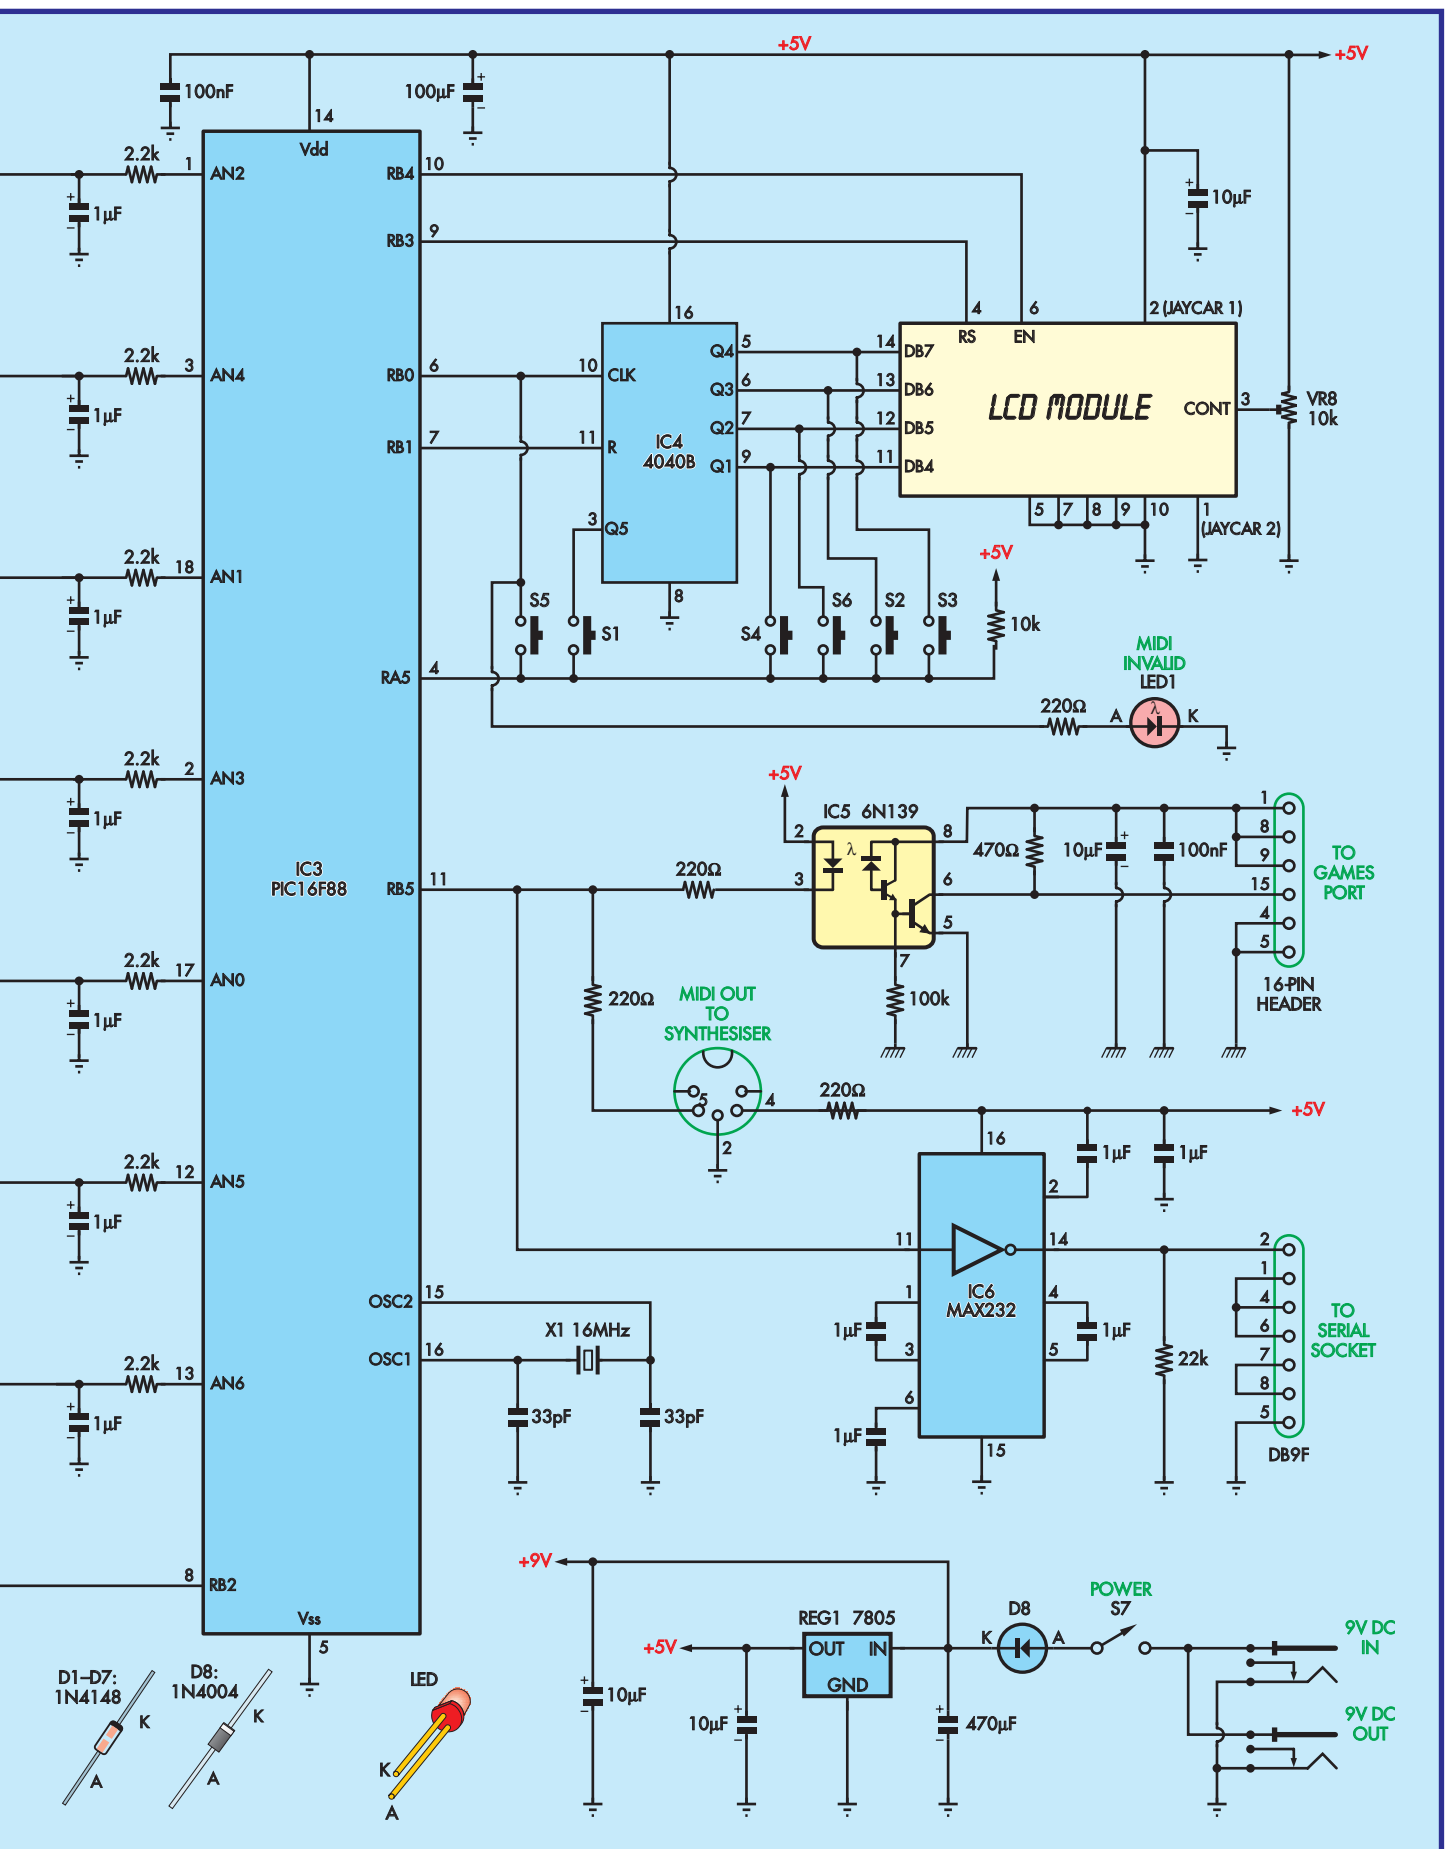 +5V
+5V
100nF
100µF
+
−
14
Vdd
2.2k
1
AN2
RB4
10
+
1µF
−
+
10µF
−
RB3
9
2 (JAYCAR 1)
16
4
6
RS
EN
2.2k
3
AN4
RB0
6
10
CLK
Q4
5
14
DB7
Q3
6
13
DB6
LCD MODULE
CONT
3
VR8
10k
+
1µF
−
RB1
7
11
R
IC4
4040B
Q2
7
12
DB5
Q1
9
11
DB4
3
Q5
5
7
8
9
10
1
(JAYCAR 2)
+5V
2.2k
18
AN1
8
S5
S1
S4
S6
S2
S3
10k
+
1µF
−
RA5
4
MIDI
INVALID
LED1
λ
220Ω
A
K
2.2k
2
AN3
+5V
IC5 6N139
2
λ
8
3
6
5
7
+
1µF
−
470Ω
10µF
+
−
100nF
1
8
9
15
4
5
TO
GAMES
PORT
16-PIN
HEADER
IC3
PIC16F88
RB5
11
220Ω
2.2k
17
AN0
220Ω
100k
MIDI OUT
TO
SYNTHESISER
+
1µF
−
5
4
2
220Ω
+5V
16
1µF
1µF
2.2k
12
AN5
2
+
1µF
−
11
14
IC6
MAX232
1
1µF
3
4
1µF
5
6
1µF
15
22k
2
1
4
6
7
8
5
TO
SERIAL
SOCKET
DB9F
OSC2
15
X1 16MHz
OSC1
16
33pF
33pF
2.2k
13
AN6
+
1µF
−
8
RB2
Vss
5
+9V
+
10µF
−
+5V
REG1 7805
OUT
IN
GND
10µF
+
−
+
470µF
−
K
D8
A
POWER
S7
9V DC
IN
9V DC
OUT
D1–D7:
1N4148
K
A
D8:
1N4004
K
A
LED
K
A